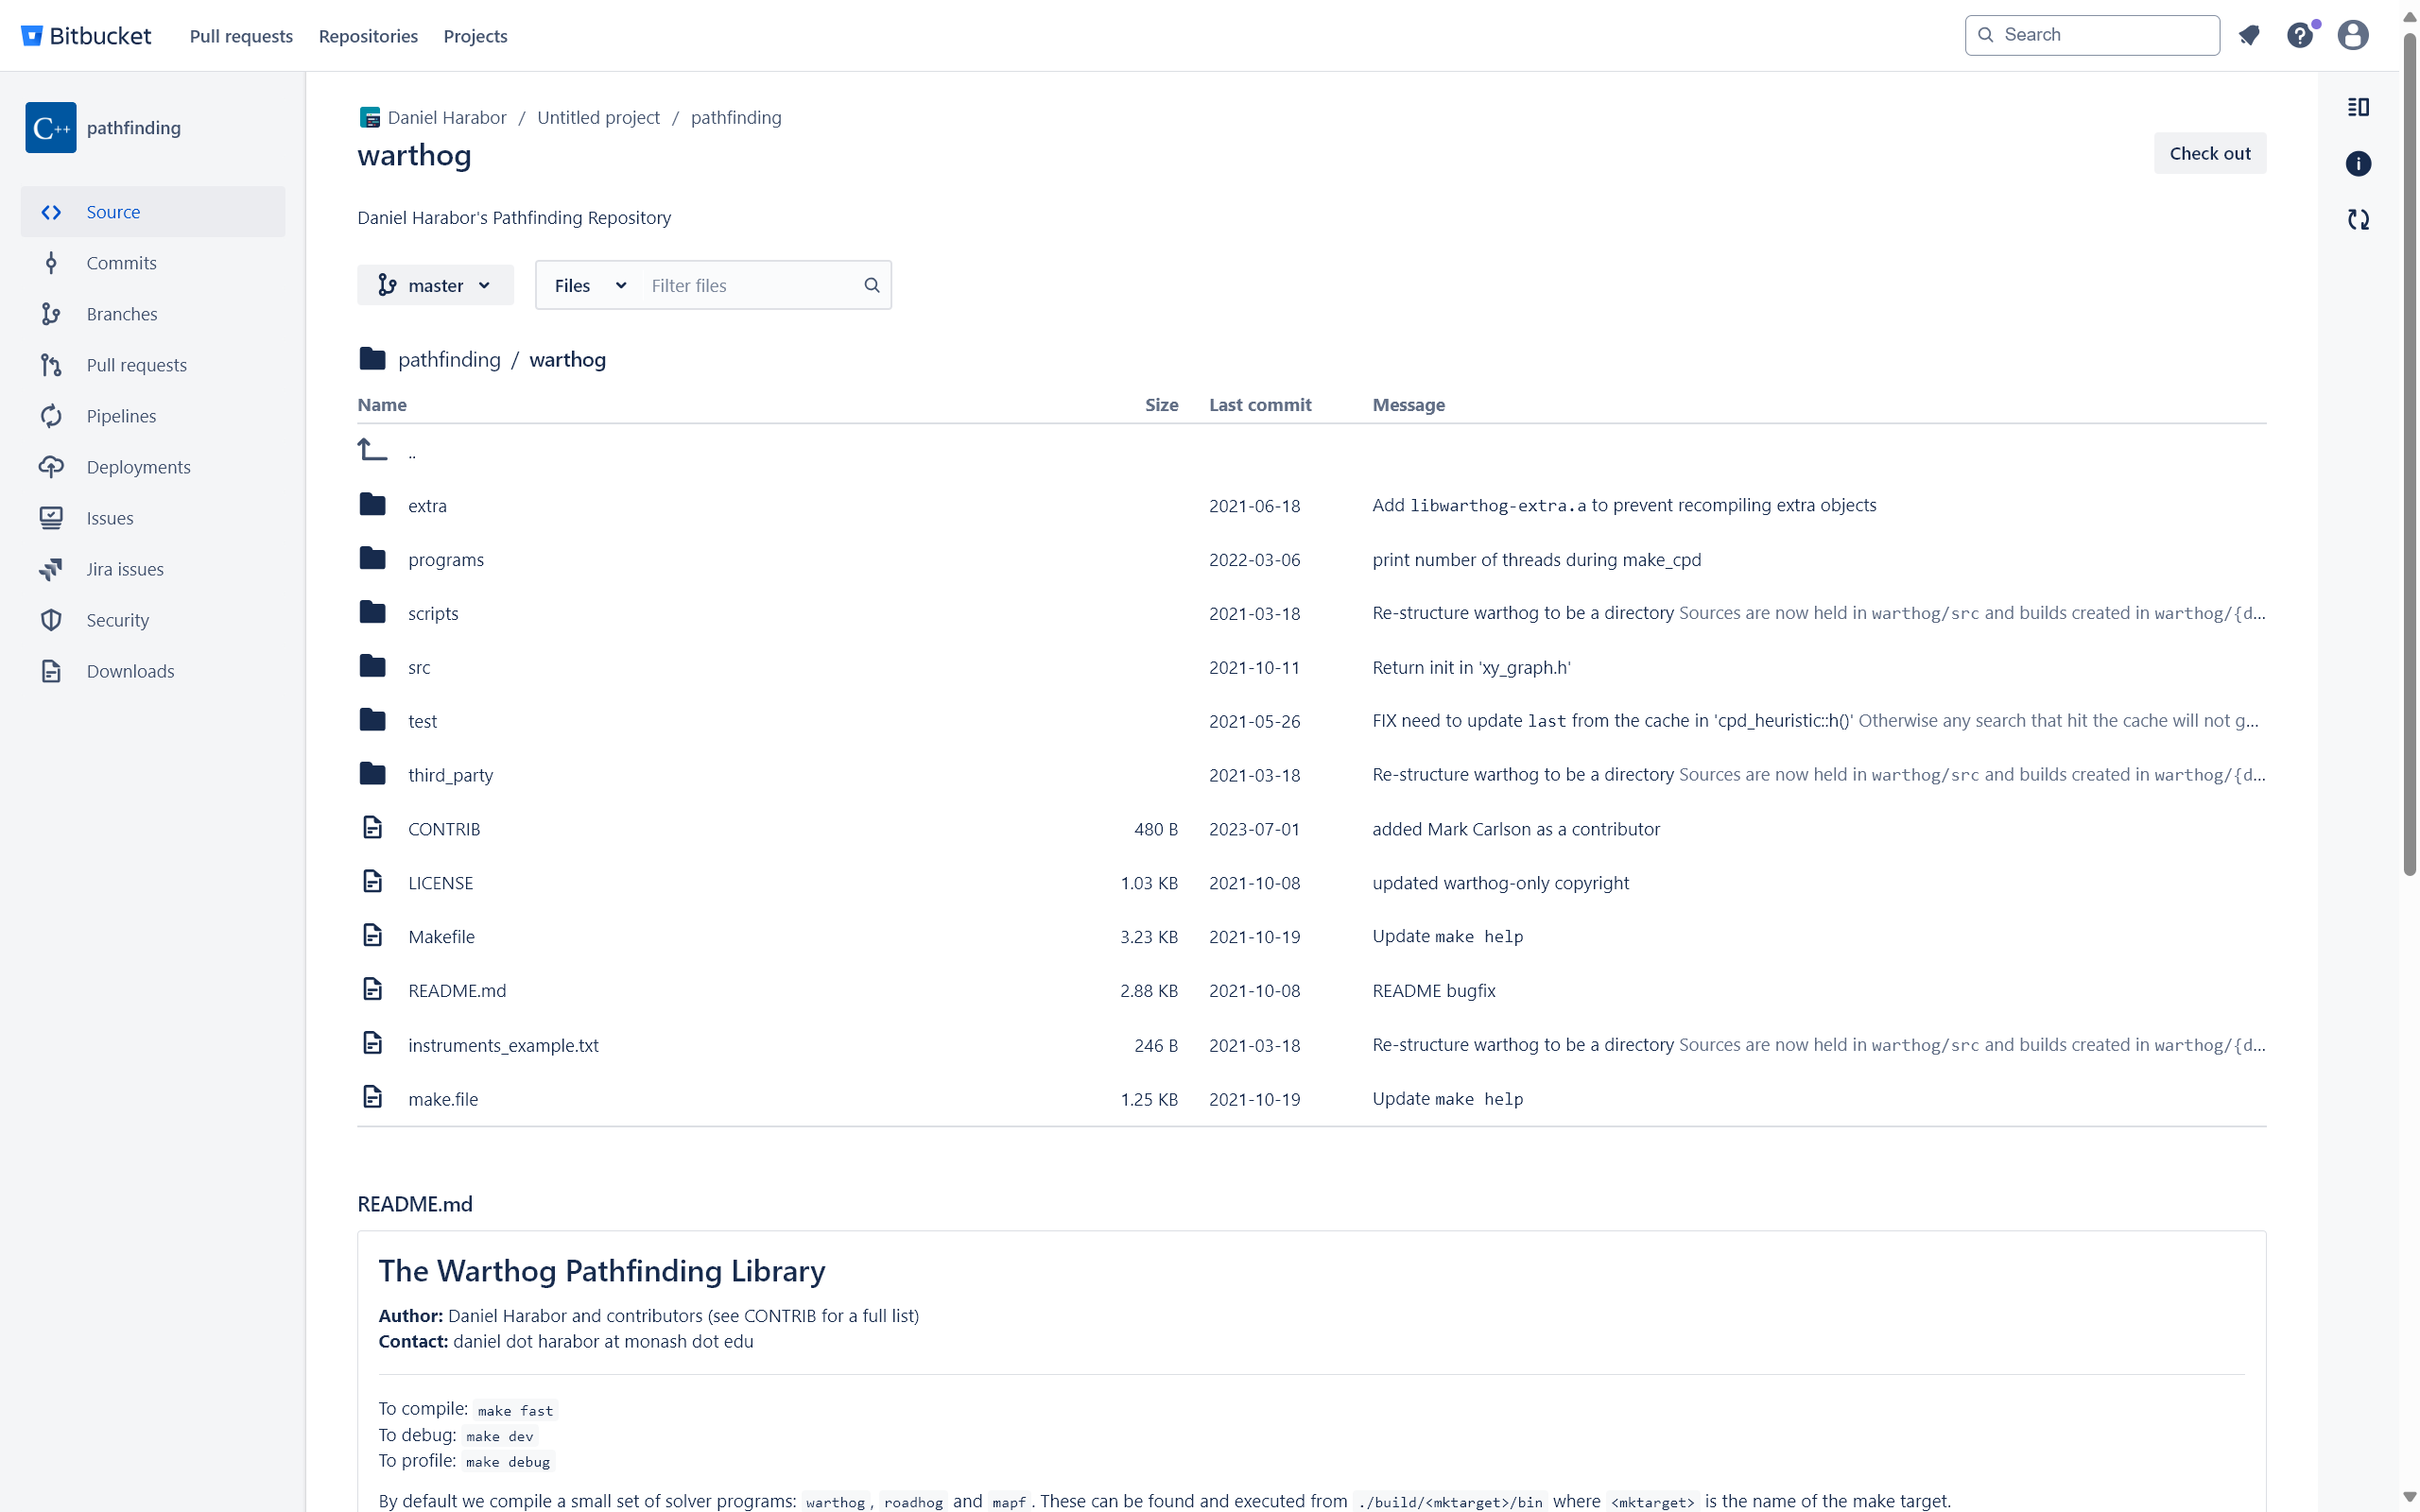 Bitbucket Pull requests Repositories Projects Search
C++ pathfinding
Source
Commits
Branches
Pull requests
Pipelines
Deployments
Issues
Jira issues
Security
Downloads
Daniel Harabor / Untitled project / pathfinding
warthog
Check out
Daniel Harabor's Pathfinding Repository
master Files Filter files
pathfinding / warthog
Name Size Last commit Message
..
extra 2021-06-18 Add libwarthog-extra.a to prevent recompiling extra objects
programs 2022-03-06 print number of threads during make_cpd
scripts 2021-03-18 Re-structure warthog to be a directory Sources are now held in warthog/src and builds created in warthog/{d...
src 2021-10-11 Return init in 'xy_graph.h'
test 2021-05-26 FIX need to update last from the cache in 'cpd_heuristic::h()' Otherwise any search that hit the cache will not g...
third_party 2021-03-18 Re-structure warthog to be a directory Sources are now held in warthog/src and builds created in warthog/{d...
CONTRIB 480 B 2023-07-01 added Mark Carlson as a contributor
LICENSE 1.03 KB 2021-10-08 updated warthog-only copyright
Makefile 3.23 KB 2021-10-19 Update make help
README.md 2.88 KB 2021-10-08 README bugfix
instruments_example.txt 246 B 2021-03-18 Re-structure warthog to be a directory Sources are now held in warthog/src and builds created in warthog/{d...
make.file 1.25 KB 2021-10-19 Update make help
README.md
The Warthog Pathfinding Library
Author: Daniel Harabor and contributors (see CONTRIB for a full list)
Contact: daniel dot harabor at monash dot edu
To compile: make fast
To debug: make dev
To profile: make debug
By default we compile a small set of solver programs: warthog, roadhog and mapf. These can be found and executed from ./build/<mktarget>/bin where <mktarget> is the name of the make target.